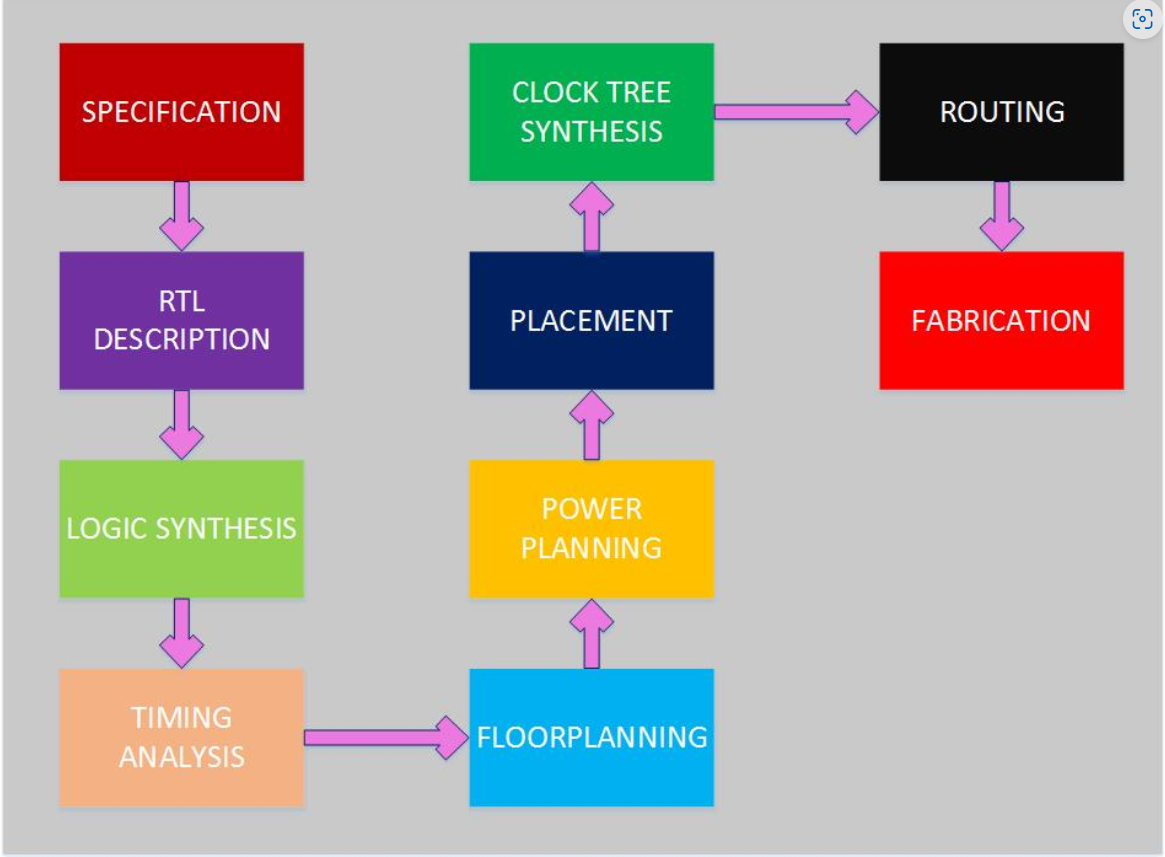 SPECIFICATION
RTL
DESCRIPTION
LOGIC SYNTHESIS
TIMING
ANALYSIS
FLOORPLANNING
POWER
PLANNING
PLACEMENT
CLOCK TREE
SYNTHESIS
ROUTING
FABRICATION